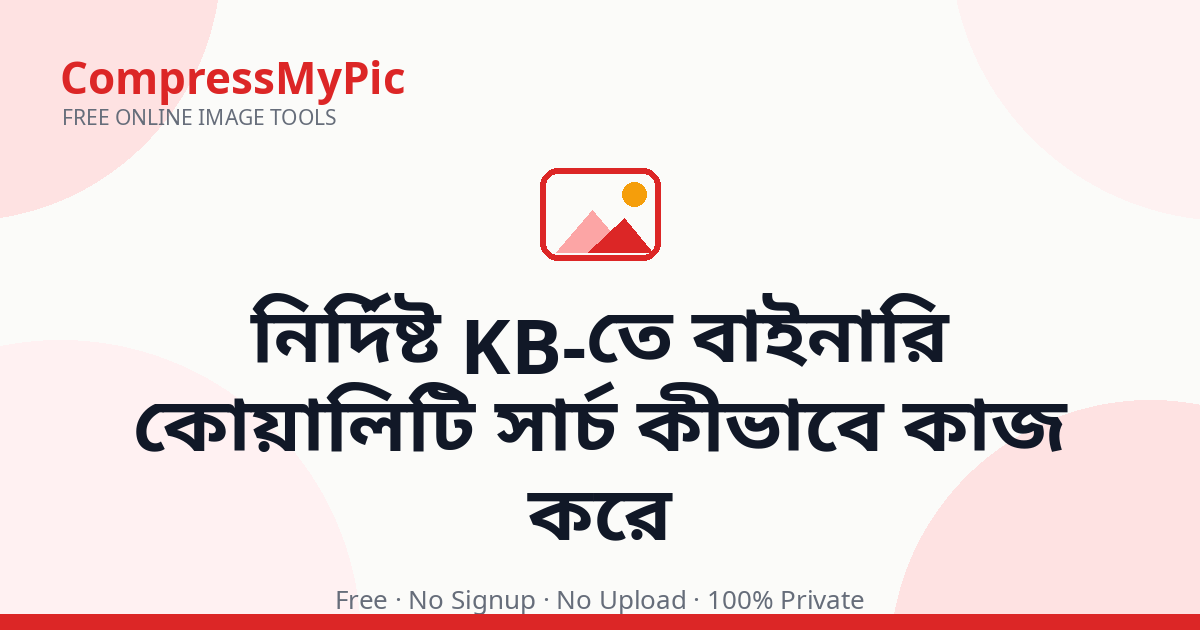 CompressMyPic
FREE ONLINE IMAGE TOOLS
নির্দিষ্ট KB-তে বাইনারি
কোয়ালিটি সার্চ কীভাবে কাজ
করে
Free · No Signup · No Upload · 100% Private